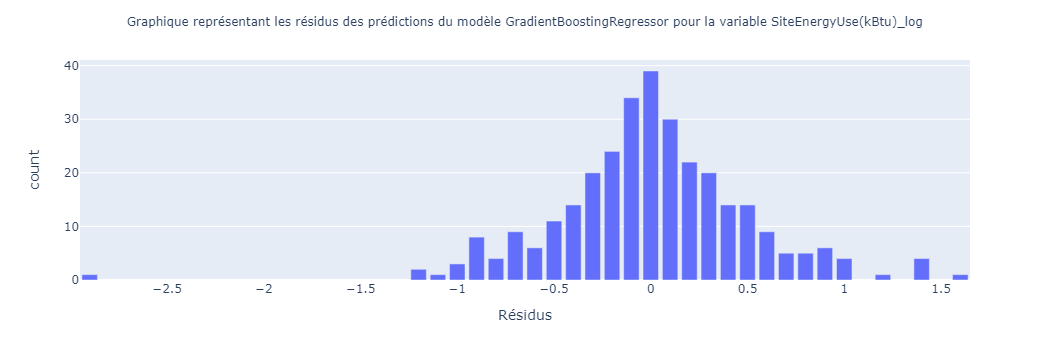 Graphique représentant les résidus des prédictions du modèle GradientBoostingRegressor pour la variable SiteEnergyUse(kBtu)_log
count
40
30
20
10
0
−2.5 −2 −1.5 −1 −0.5 0 0.5 1 1.5
Résidus